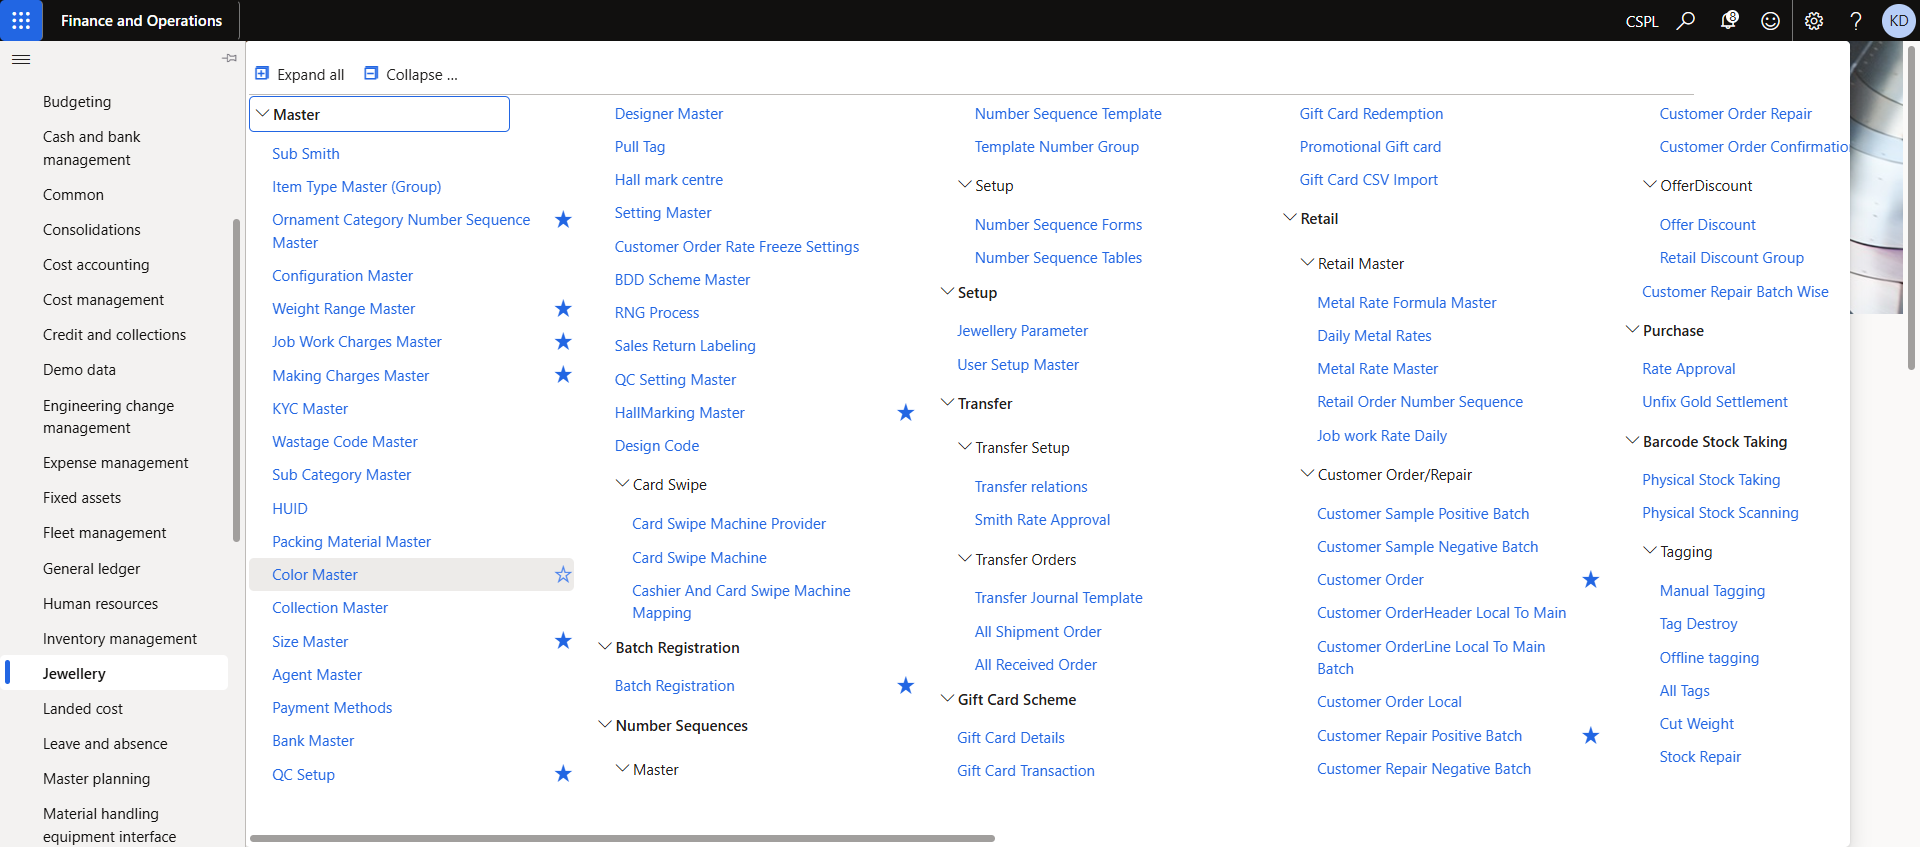 Finance and Operations
CSPL
8
KD
Expand all
Collapse ...
Budgeting
Cash and bank
management
Common
Consolidations
Cost accounting
Cost management
Credit and collections
Demo data
Engineering change
management
Expense management
Fixed assets
Fleet management
General ledger
Human resources
Inventory management
Jewellery
Landed cost
Leave and absence
Master planning
Material handling
equipment interface
Master
Sub Smith
Item Type Master (Group)
Ornament Category Number Sequence
Master
Configuration Master
Weight Range Master
Job Work Charges Master
Making Charges Master
KYC Master
Wastage Code Master
Sub Category Master
HUID
Packing Material Master
Color Master
Collection Master
Size Master
Agent Master
Payment Methods
Bank Master
QC Setup
Designer Master
Pull Tag
Hall mark centre
Setting Master
Customer Order Rate Freeze Settings
BDD Scheme Master
RNG Process
Sales Return Labeling
QC Setting Master
HallMarking Master
Design Code
Card Swipe
Card Swipe Machine Provider
Card Swipe Machine
Cashier And Card Swipe Machine
Mapping
Batch Registration
Batch Registration
Number Sequences
Master
Number Sequence Template
Template Number Group
Setup
Number Sequence Forms
Number Sequence Tables
Setup
Jewellery Parameter
User Setup Master
Transfer
Transfer Setup
Transfer relations
Smith Rate Approval
Transfer Orders
Transfer Journal Template
All Shipment Order
All Received Order
Gift Card Scheme
Gift Card Details
Gift Card Transaction
Gift Card Redemption
Promotional Gift card
Gift Card CSV Import
Retail
Retail Master
Metal Rate Formula Master
Daily Metal Rates
Metal Rate Master
Retail Order Number Sequence
Job work Rate Daily
Customer Order/Repair
Customer Sample Positive Batch
Customer Sample Negative Batch
Customer Order
Customer OrderHeader Local To Main
Customer OrderLine Local To Main
Batch
Customer Order Local
Customer Repair Positive Batch
Customer Repair Negative Batch
Customer Order Repair
Customer Order Confirmatio
OfferDiscount
Offer Discount
Retail Discount Group
Customer Repair Batch Wise
Purchase
Rate Approval
Unfix Gold Settlement
Barcode Stock Taking
Physical Stock Taking
Physical Stock Scanning
Tagging
Manual Tagging
Tag Destroy
Offline tagging
All Tags
Cut Weight
Stock Repair